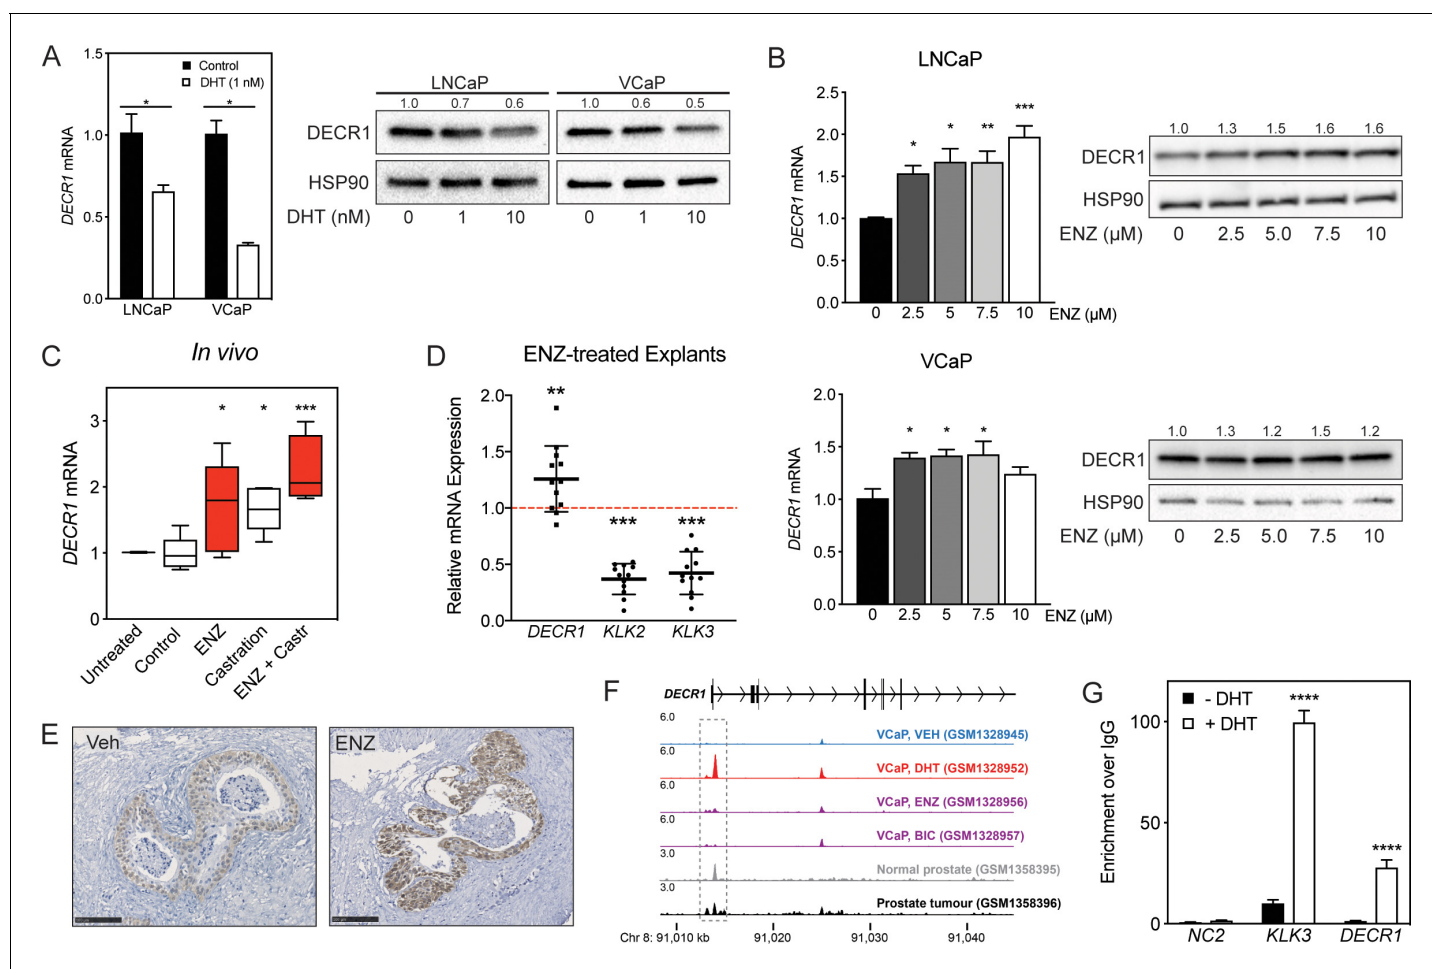 A
1.5
1.0
0.5
0.0
DECR1 mRNA
Control
DHT (1 nM)
*
*
LNCaP
VCaP
LNCaP
VCaP
1.0 0.7 0.6
1.0 0.6 0.5
DECR1
HSP90
DHT (nM)
0 1 10
0 1 10
B
LNCaP
2.5
2.0
1.5
1.0
0.5
0.0
DECR1 mRNA
* * ** ***
0 2.5 5 7.5 10 ENZ (µM)
1.0 1.3 1.5 1.6 1.6
DECR1
HSP90
ENZ (µM) 0 2.5 5.0 7.5 10
VCaP
2.0
1.5
1.0
0.5
0.0
DECR1 mRNA
* * *
0 2.5 5 7.5 10 ENZ (µM)
1.0 1.3 1.2 1.5 1.2
DECR1
HSP90
ENZ (µM) 0 2.5 5.0 7.5 10
C
In vivo
3
2
1
0
DECR1 mRNA
* * ***
Untreated
Control
ENZ
Castration
ENZ + Castr
D
ENZ-treated Explants
2.0
1.5
1.0
0.5
0.0
Relative mRNA Expression
** *** ***
DECR1 KLK2 KLK3
E
Veh
ENZ
F
DECR1
6.0
VCaP, VEH (GSM1328945)
6.0
VCaP, DHT (GSM1328952)
6.0
VCaP, ENZ (GSM1328956)
6.0
VCaP, BIC (GSM1328957)
3.0
Normal prostate (GSM1358395)
3.0
Prostate tumour (GSM1358396)
Chr 8: 91,010 kb 91,020 91,030 91,040
G
- DHT
+ DHT
100
50
0
Enrichment over IgG
****
****
NC2 KLK3 DECR1